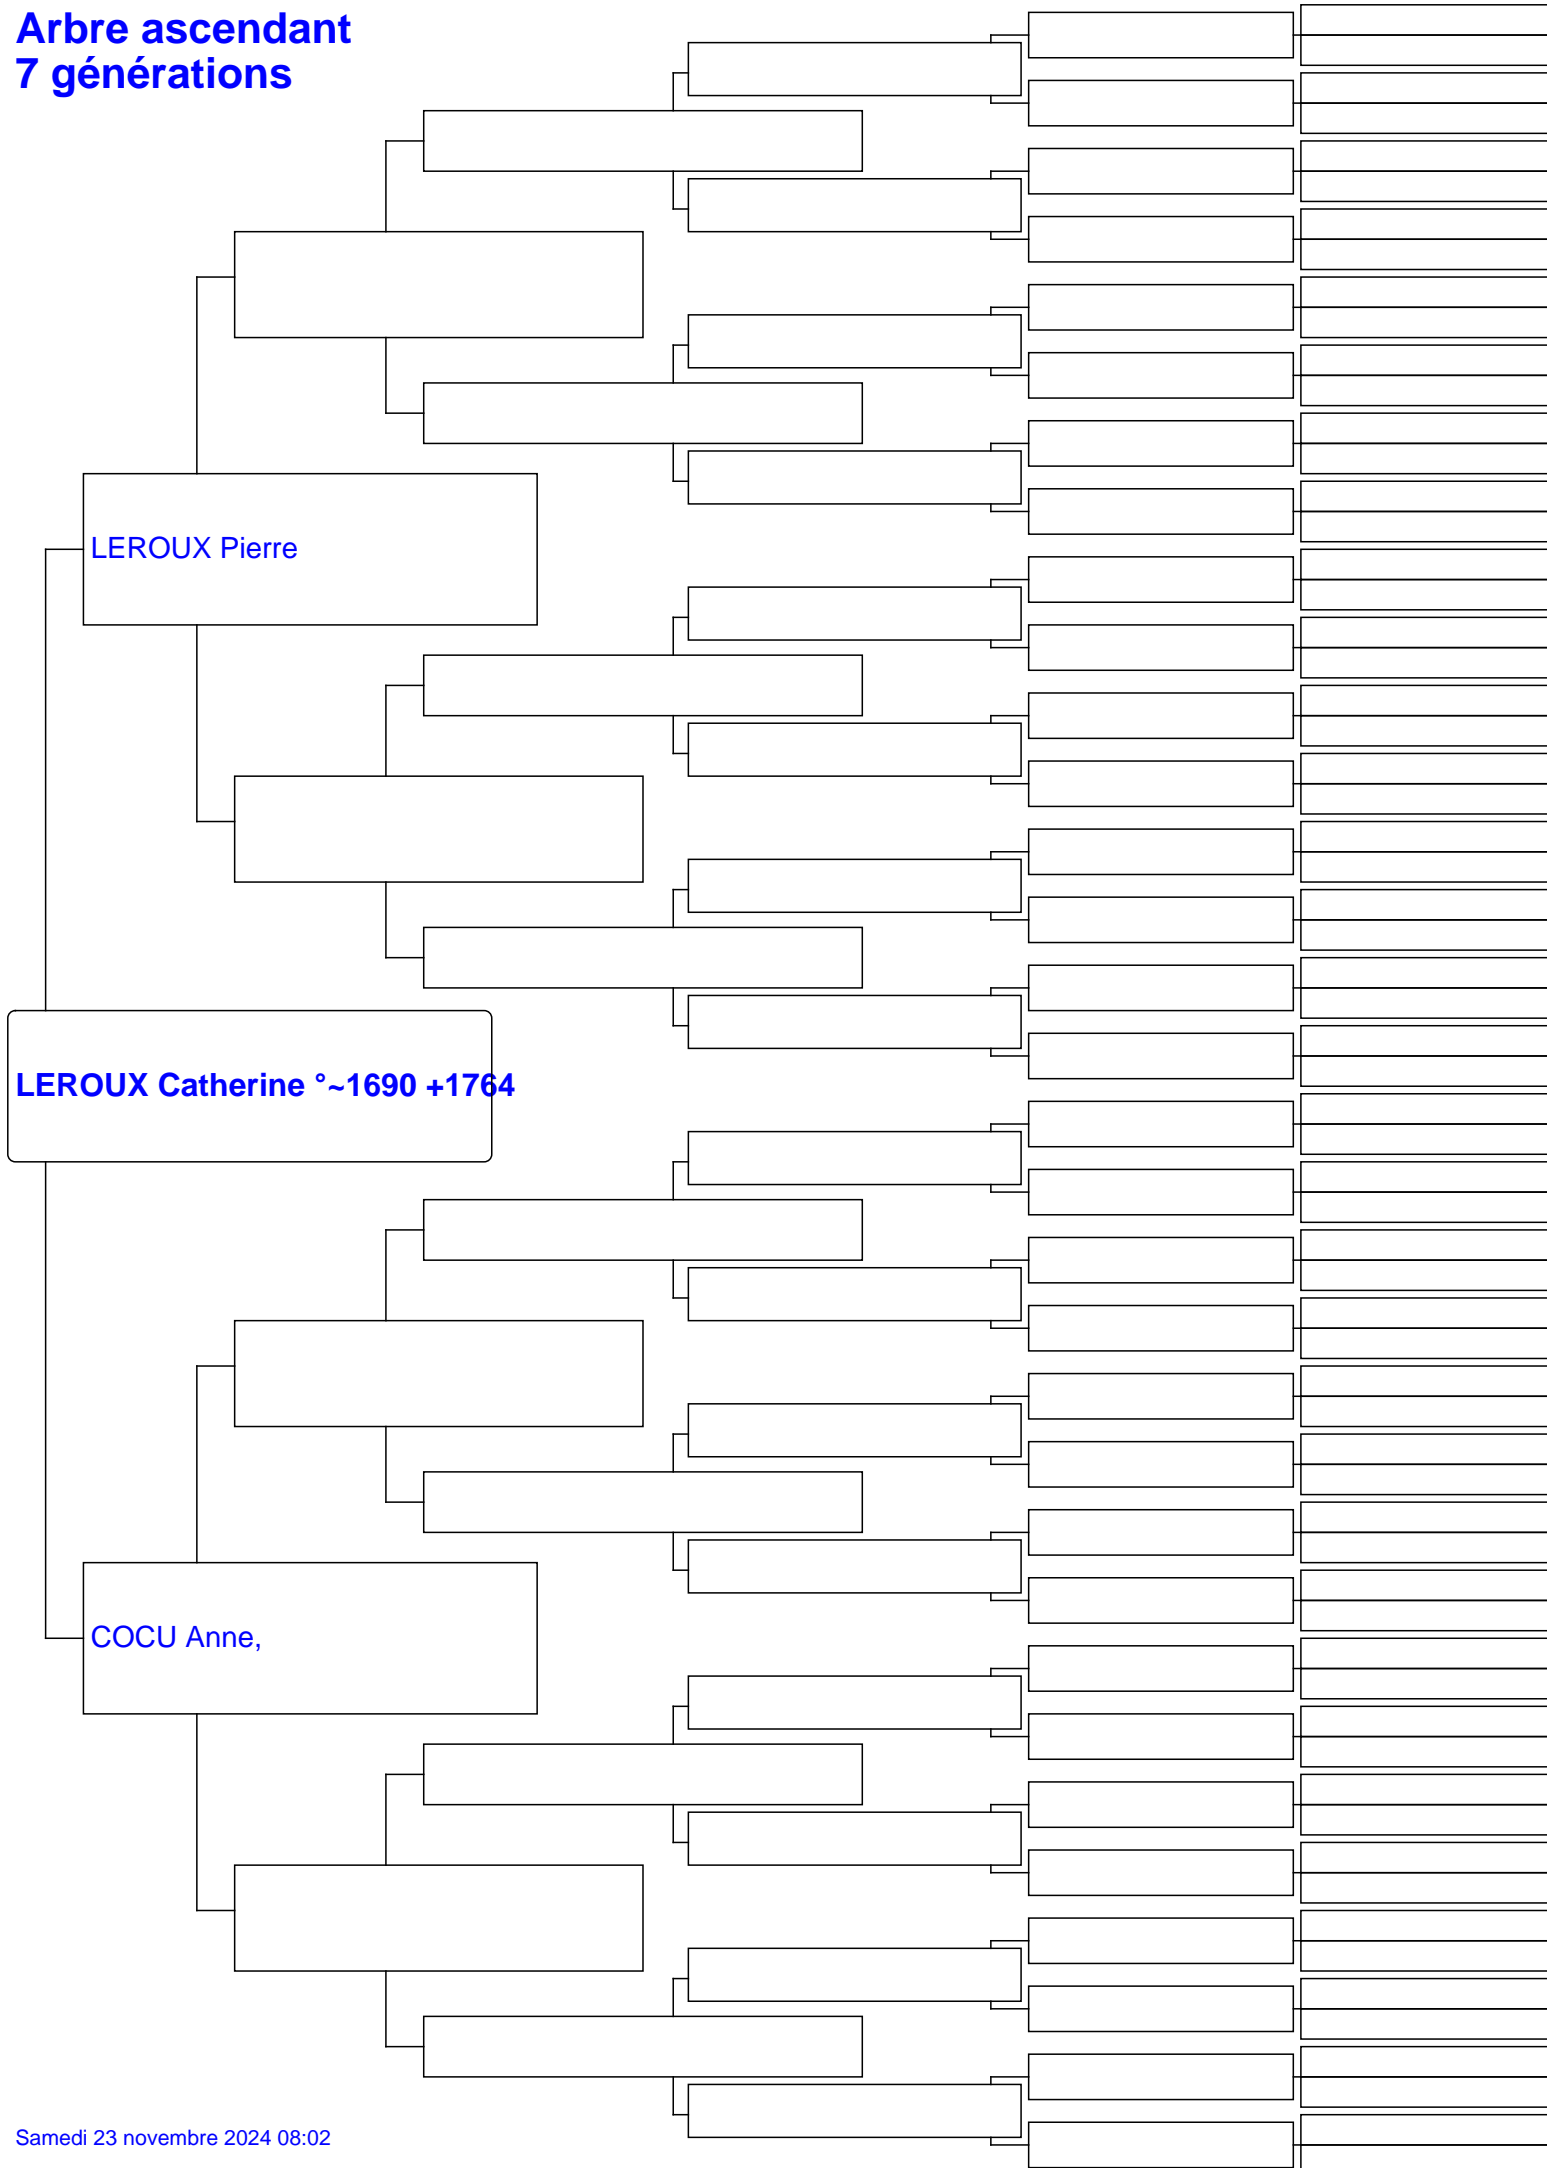 Arbre ascendant
7 générations
LEROUX Pierre
LEROUX Catherine °~1690 +1764
COCU Anne,
Samedi 23 novembre 2024 08:02